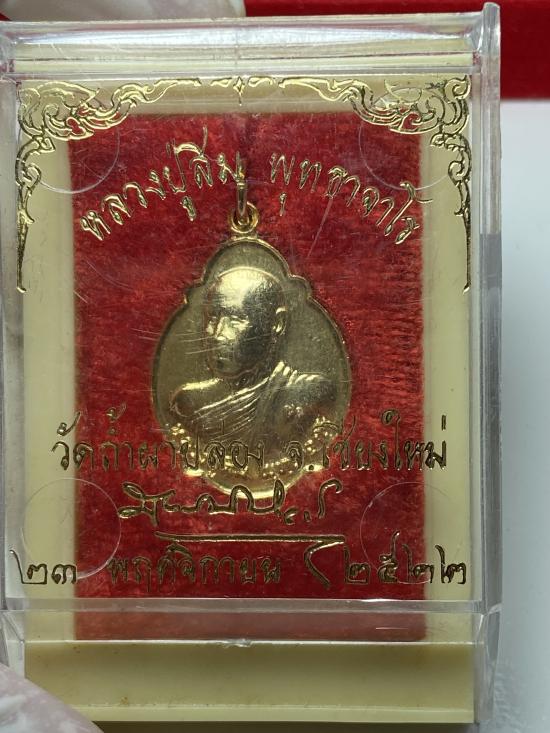 หลวงปู่สิม พุทธาจาโร
วัดถ้ำผาปล่อง จ.เชียงใหม่
๒๓ พฤศจิกายน ๒๕๒๒